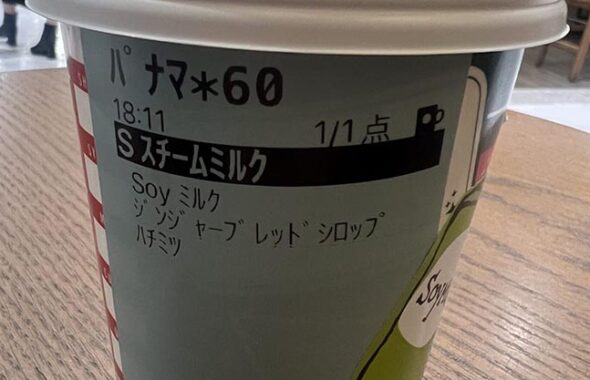 パナマ*60
18:11 1/1点
S スチームミルク
Soy ミルク
ジンジャーブレッドシロップ
ハチミツ